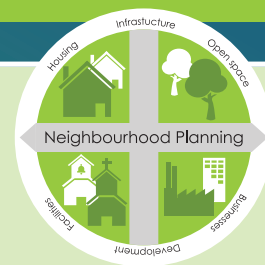 Infrastucture
Housing
Open space
Neighbourhood Planning
Facilities
Businesses
Development